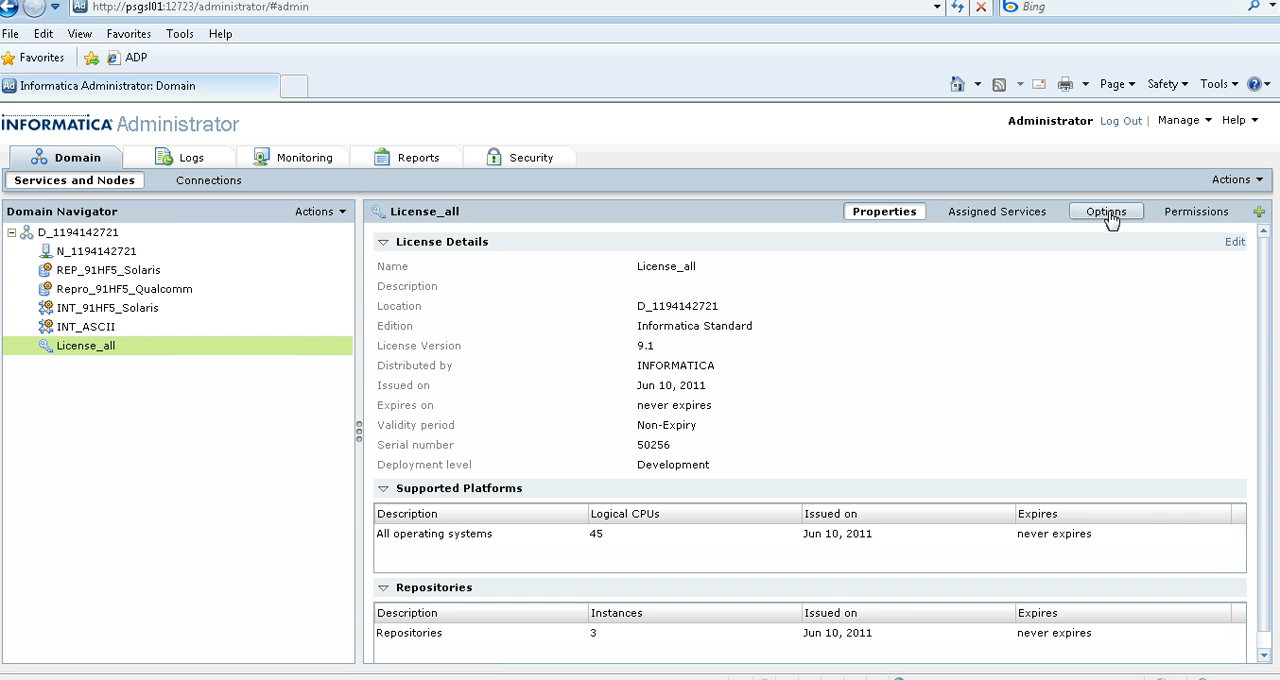 http://psgsl01:12723/administrator/#admin
Bing
File Edit View Favorites Tools Help
Favorites ADP
Informatica Administrator: Domain
Page Safety Tools
INFORMATICA Administrator
Administrator Log Out | Manage Help
Domain Logs Monitoring Reports Security
Services and Nodes Connections Actions
Domain Navigator Actions
D_1194142721
N_1194142721
REP_91HF5_Solaris
Repro_91HF5_Qualcomm
INT_91HF5_Solaris
INT_ASCII
License_all
License_all Properties Assigned Services Options Permissions
License Details Edit
Name License_all
Description
Location D_1194142721
Edition Informatica Standard
License Version 9.1
Distributed by INFORMATICA
Issued on Jun 10, 2011
Expires on never expires
Validity period Non-Expiry
Serial number 50256
Deployment level Development
Supported Platforms
Description Logical CPUs Issued on Expires
All operating systems 45 Jun 10, 2011 never expires
Repositories
Description Instances Issued on Expires
Repositories 3 Jun 10, 2011 never expires